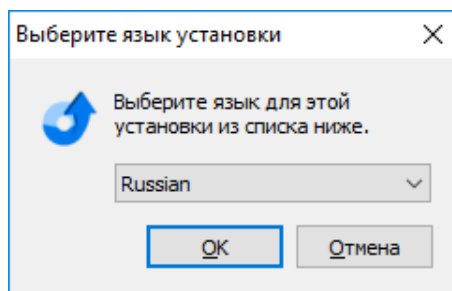 Выберите язык установки
Выберите язык для этой
установки из списка ниже.
Russian
OK
Отмена